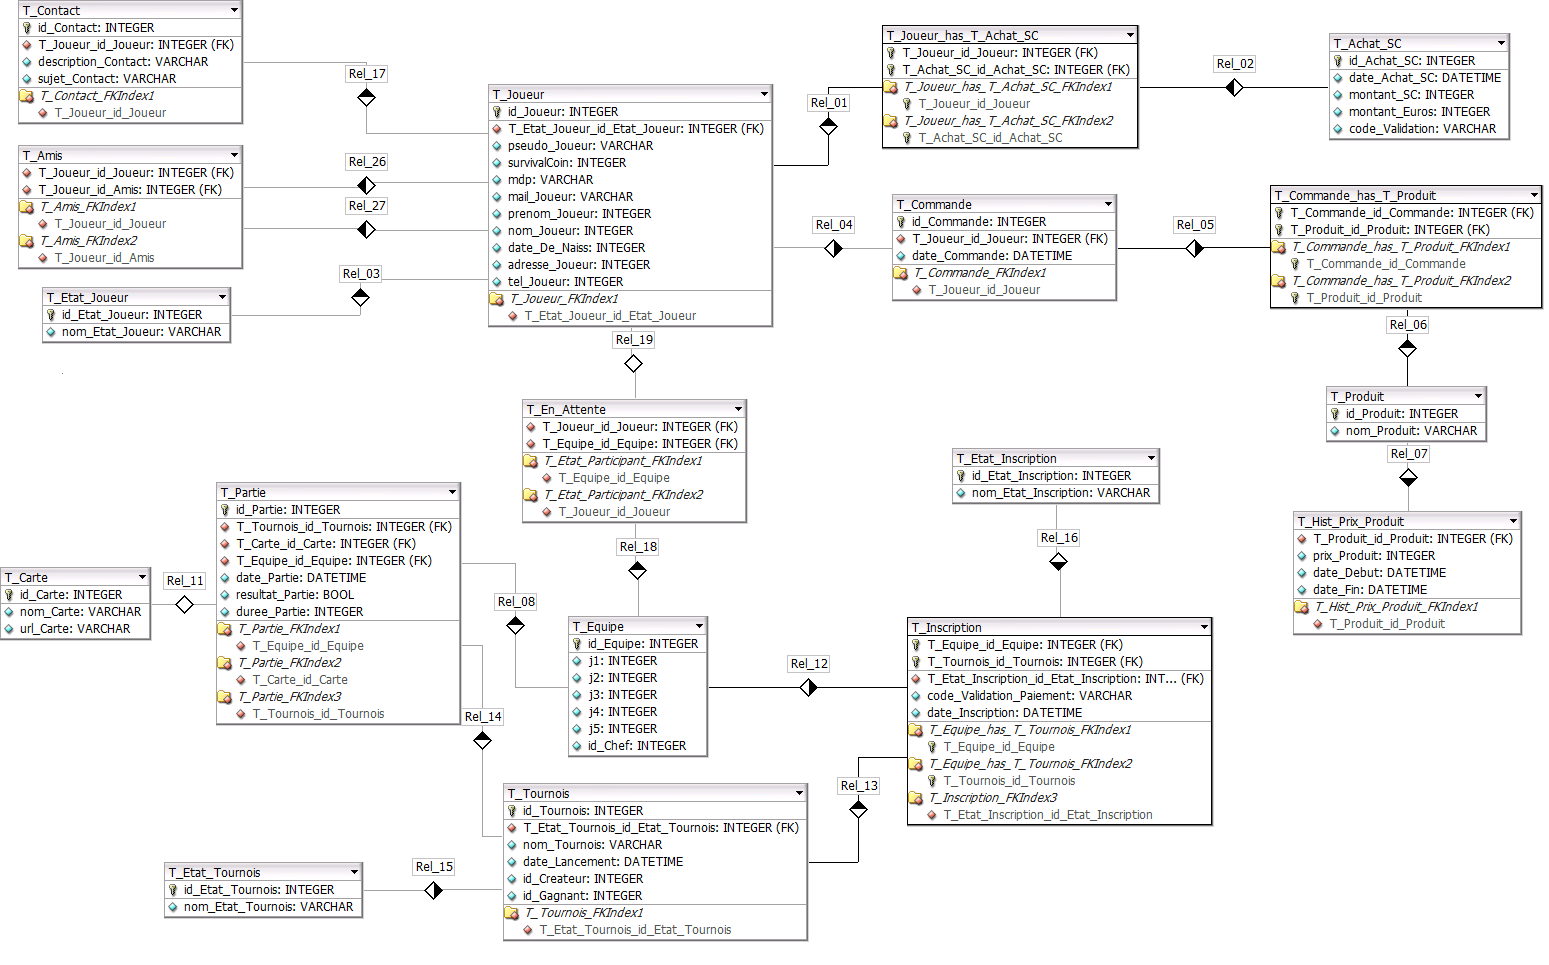 T_Contact
id_Contact: INTEGER
T_Joueur_id_Joueur: INTEGER (FK)
description_Contact: VARCHAR
sujet_Contact: VARCHAR
T_Contact_FKIndex1
T_Joueur_id_Joueur
Rel_17
T_Amis
T_Joueur_id_Joueur: INTEGER (FK)
T_Joueur_id_Amis: INTEGER (FK)
T_Amis_FKIndex1
T_Joueur_id_Joueur
T_Amis_FKIndex2
T_Joueur_id_Amis
Rel_26
Rel_27
Rel_03
T_Etat_Joueur
id_Etat_Joueur: INTEGER
nom_Etat_Joueur: VARCHAR
T_Joueur
id_Joueur: INTEGER
T_Etat_Joueur_id_Etat_Joueur: INTEGER (FK)
pseudo_Joueur: VARCHAR
survivalCoin: INTEGER
mdp: VARCHAR
mail_Joueur: VARCHAR
prenom_Joueur: INTEGER
nom_Joueur: INTEGER
date_De_Naiss: INTEGER
adresse_Joueur: INTEGER
tel_Joueur: INTEGER
T_Joueur_FKIndex1
T_Etat_Joueur_id_Etat_Joueur
Rel_01
T_Joueur_has_T_Achat_SC
T_Joueur_id_Joueur: INTEGER (FK)
T_Achat_SC_id_Achat_SC: INTEGER (FK)
T_Joueur_has_T_Achat_SC_FKIndex1
T_Joueur_id_Joueur
T_Joueur_has_T_Achat_SC_FKIndex2
T_Achat_SC_id_Achat_SC
Rel_02
T_Achat_SC
id_Achat_SC: INTEGER
date_Achat_SC: DATETIME
montant_SC: INTEGER
montant_Euros: INTEGER
code_Validation: VARCHAR
Rel_04
T_Commande
id_Commande: INTEGER
T_Joueur_id_Joueur: INTEGER (FK)
date_Commande: DATETIME
T_Commande_FKIndex1
T_Joueur_id_Joueur
Rel_05
T_Commande_has_T_Produit
T_Commande_id_Commande: INTEGER (FK)
T_Produit_id_Produit: INTEGER (FK)
T_Commande_has_T_Produit_FKIndex1
T_Commande_id_Commande
T_Commande_has_T_Produit_FKIndex2
T_Produit_id_Produit
Rel_06
T_Produit
id_Produit: INTEGER
nom_Produit: VARCHAR
Rel_07
T_Hist_Prix_Produit
T_Produit_id_Produit: INTEGER (FK)
prix_Produit: INTEGER
date_Debut: DATETIME
date_Fin: DATETIME
T_Hist_Prix_Produit_FKIndex1
T_Produit_id_Produit
Rel_19
T_En_Attente
T_Joueur_id_Joueur: INTEGER (FK)
T_Equipe_id_Equipe: INTEGER (FK)
T_Etat_Participant_FKIndex1
T_Equipe_id_Equipe
T_Etat_Participant_FKIndex2
T_Joueur_id_Joueur
Rel_18
T_Etat_Inscription
id_Etat_Inscription: INTEGER
nom_Etat_Inscription: VARCHAR
Rel_16
T_Partie
id_Partie: INTEGER
T_Tournois_id_Tournois: INTEGER (FK)
T_Carte_id_Carte: INTEGER (FK)
T_Equipe_id_Equipe: INTEGER (FK)
date_Partie: DATETIME
resultat_Partie: BOOL
duree_Partie: INTEGER
T_Partie_FKIndex1
T_Equipe_id_Equipe
T_Partie_FKIndex2
T_Carte_id_Carte
T_Partie_FKIndex3
T_Tournois_id_Tournois
T_Carte
id_Carte: INTEGER
nom_Carte: VARCHAR
url_Carte: VARCHAR
Rel_11
Rel_08
Rel_14
T_Equipe
id_Equipe: INTEGER
j1: INTEGER
j2: INTEGER
j3: INTEGER
j4: INTEGER
j5: INTEGER
id_Chef: INTEGER
Rel_12
T_Inscription
T_Equipe_id_Equipe: INTEGER (FK)
T_Tournois_id_Tournois: INTEGER (FK)
T_Etat_Inscription_id_Etat_Inscription: INT... (FK)
code_Validation_Paiement: VARCHAR
date_Inscription: DATETIME
T_Equipe_has_T_Tournois_FKIndex1
T_Equipe_id_Equipe
T_Equipe_has_T_Tournois_FKIndex2
T_Tournois_id_Tournois
T_Inscription_FKIndex3
T_Etat_Inscription_id_Etat_Inscription
Rel_13
T_Tournois
id_Tournois: INTEGER
T_Etat_Tournois_id_Etat_Tournois: INTEGER (FK)
nom_Tournois: VARCHAR
date_Lancement: DATETIME
id_Createur: INTEGER
id_Gagnant: INTEGER
T_Tournois_FKIndex1
T_Etat_Tournois_id_Etat_Tournois
Rel_15
T_Etat_Tournois
id_Etat_Tournois: INTEGER
nom_Etat_Tournois: VARCHAR